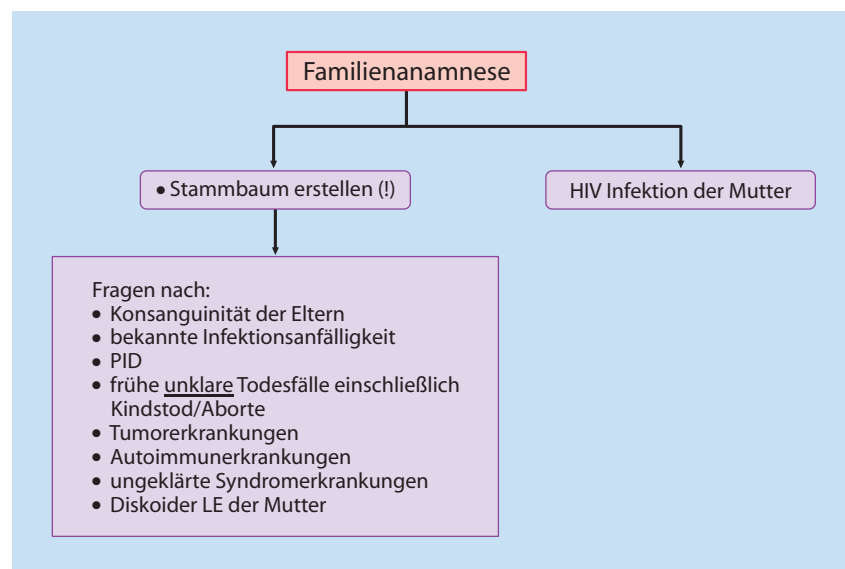 Familienanamnese
• Stammbaum erstellen (!)
HIV Infektion der Mutter
Fragen nach:
• Konsanguinität der Eltern
• bekannte Infektionsanfälligkeit
• PID
• frühe unklare Todesfälle einschließlich
Kindstod/Aborte
• Tumorerkrankungen
• Autoimmunerkrankungen
• ungeklärte Syndromerkrankungen
• Diskoider LE der Mutter